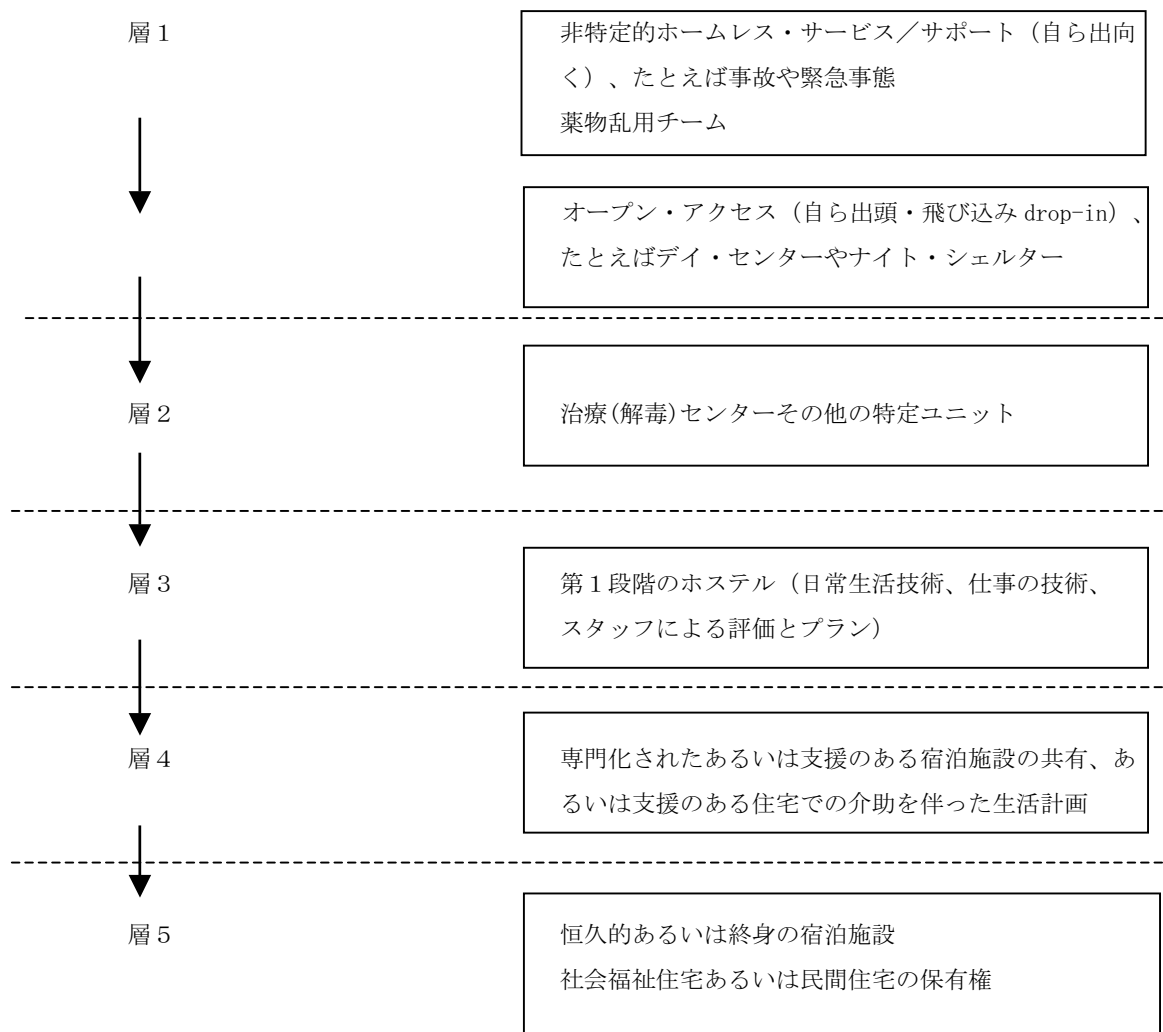 層１
非特定的ホームレス・サービス／サポート（自ら出向
く）、たとえば事故や緊急事態
薬物乱用チーム
オープン・アクセス（自ら出頭・飛び込み drop-in）、
たとえばデイ・センターやナイト・シェルター
層２
治療(解毒)センターその他の特定ユニット
層３
第１段階のホステル（日常生活技術、仕事の技術、
スタッフによる評価とプラン）
層４
専門化されたあるいは支援のある宿泊施設の共有、あ
るいは支援のある住宅での介助を伴った生活計画
層５
恒久的あるいは終身の宿泊施設
社会福祉住宅あるいは民間住宅の保有権